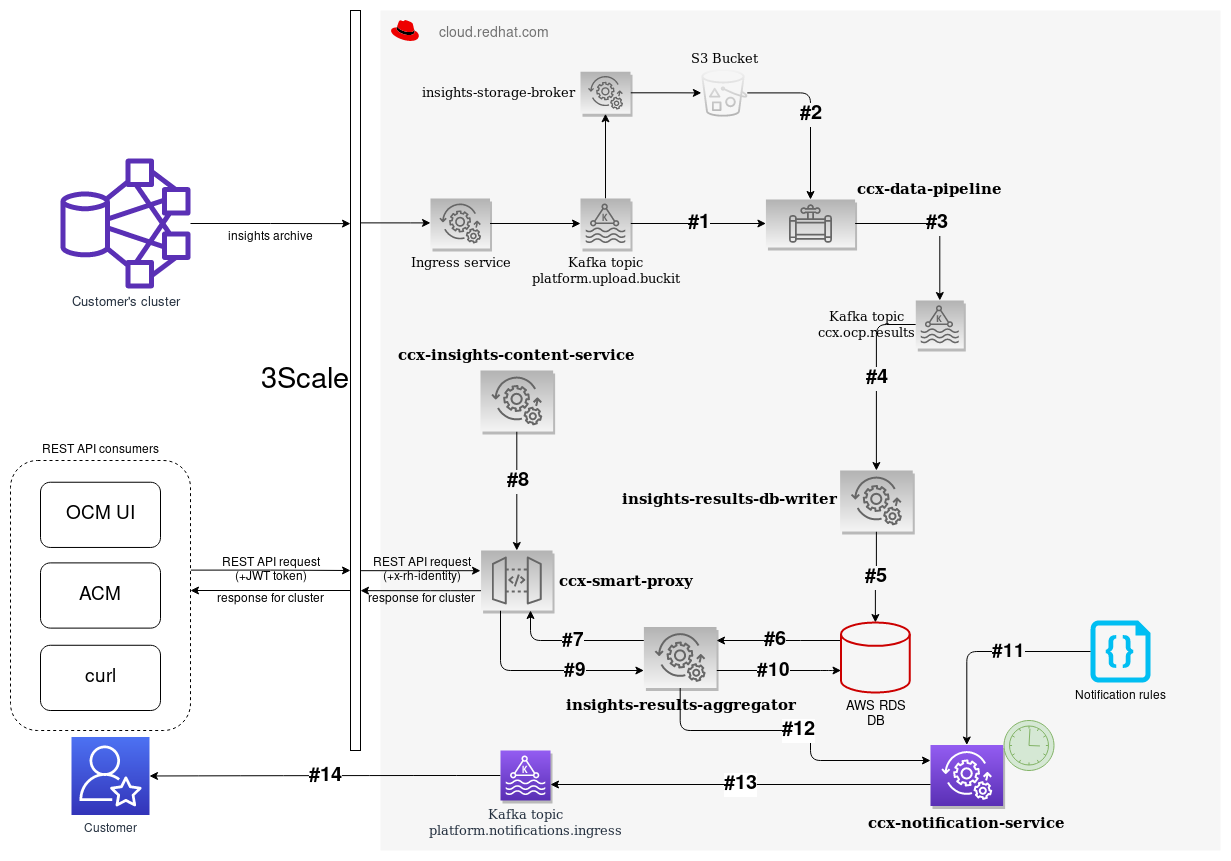 cloud.redhat.com
S3 Bucket
insights-storage-broker
#2
ccx-data-pipeline
#1
#3
insights archive
Ingress service
Kafka topic
platform.upload.buckit
Customer's cluster
K
K
Kafka topic
ccx.ocp.results
ccx-insights-content-service
3Scale
#4
REST API consumers
#8
insights-results-db-writer
OCM UI
REST API request
(+JWT token)
response for cluster
REST API request
(+x-rh-identity)
response for cluster
ccx-smart-proxy
#5
ACM
#7
#6
#9
#10
#11
curl
insights-results-aggregator
AWS RDS
DB
Notification rules
#12
#14
#13
K
Kafka topic
platform.notifications.ingress
Customer
ccx-notification-service